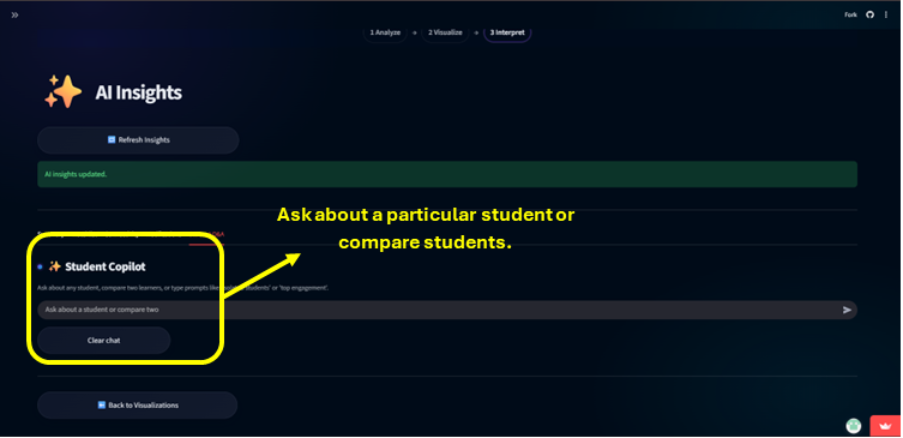 Fork
1 Analyze
2 Visualize
3 Interpret
AI Insights
Refresh Insights
AI insights updated.
Ask about a particular student or
compare students.
Student Copilot
Ask about any student, compare two learners, or type prompts like students' or 'top engagement'.
Ask about a student or compare two
Clear chat
Back to Visualizations